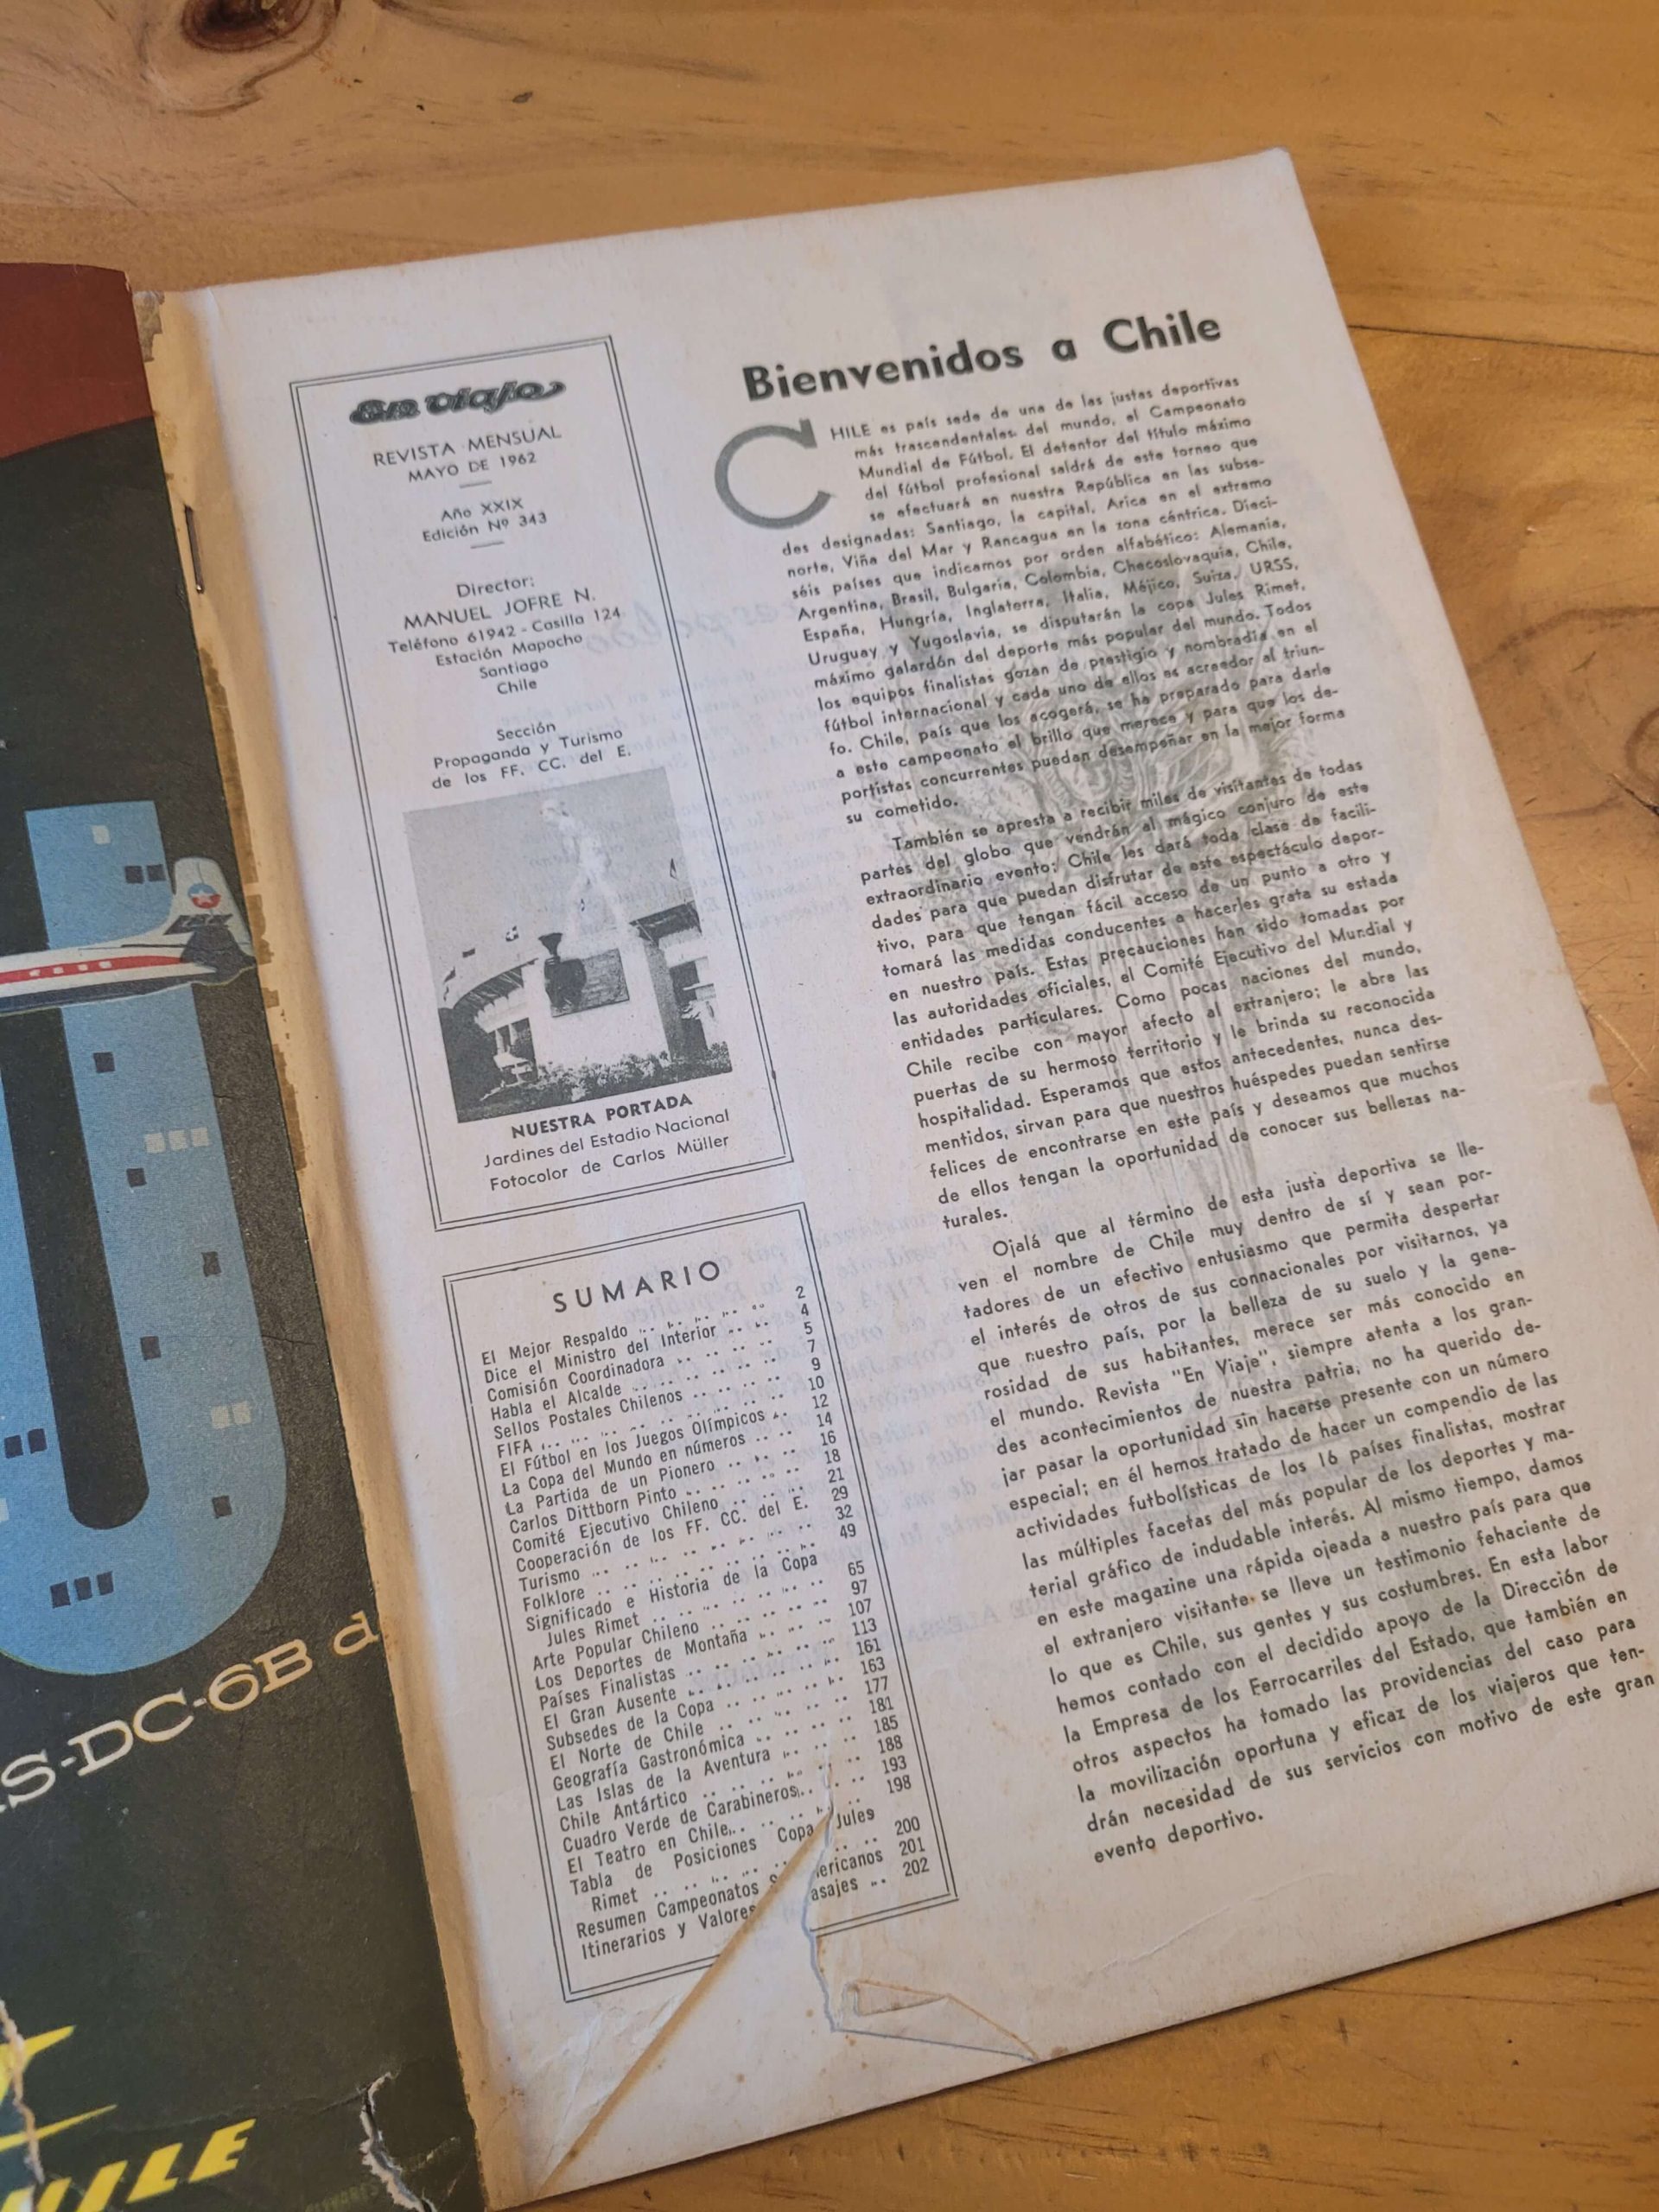 En viaje
REVISTA MENSUAL
MAYO DE 1962
Año XXIX
Edición Nº 343
Director:
MANUEL JOFRE N.
Teléfono 61942 - Casilla 124
Estación Mapocho
Santiago
Chile
Sección
Propaganda y Turismo
de los FF. CC. del E.
NUESTRA PORTADA
Jardines del Estadio Nacional
Fotocolor de Carlos Müller
SUMARIO
El Mejor Respaldo .. .. .. .. .. 2
Dice el Ministro del Interior .. .. 4
Comisión Coordinadora .. .. .. .. 5
Habla el Alcalde .. .. .. .. .. 7
Sellos Postales Chilenos .. .. .. .. 9
FIFA .. .. .. .. .. .. .. 10
El Fútbol en los Juegos Olímpicos .. 12
La Copa del Mundo en números .. .. 14
La Partida de un Pionero .. .. .. 16
Carlos Dittborn Pinto .. .. .. .. 18
Comité Ejecutivo Chileno .. .. .. 21
Cooperación de los FF. CC. del E. 29
Turismo .. .. .. .. .. .. 32
Folklore .. .. .. .. .. .. 49
Significado e Historia de la Copa
Jules Rimet .. .. .. .. .. 65
Arte Popular Chileno .. .. .. .. 97
Los Deportes de Montaña .. .. .. 107
Países Finalistas .. .. .. .. .. 113
El Gran Ausente .. .. .. .. .. 161
Subsedes de la Copa .. .. .. .. 163
El Norte de Chile .. .. .. .. 177
Geografía Gastronómica .. .. .. .. 181
Las Islas de la Aventura .. .. .. 185
Chile Antártico .. .. .. .. .. 188
Cuadro Verde de Carabineros .. .. .. 193
El Teatro en Chile .. .. .. .. 198
Tabla de Posiciones Copa Jules
Rimet .. .. .. .. .. .. 200
Resumen Campeonatos S mericanos 201
Itinerarios y Valores asajes .. 202
Bienvenidos a Chile
CHILE es país sede de una de las justas deportivas
más trascendentales del mundo, el Campeonato
Mundial de Fútbol. El detentor del título máximo
del fútbol profesional saldrá de este torneo que
se efectuará en nuestra República en las subse-
des designadas: Santiago, la capital, Arica en el extremo
norte, Viña del Mar y Rancagua en la zona céntrica. Dieci-
séis países que indicamos por orden alfabético: Alemania,
Argentina, Brasil, Bulgaria, Colombia, Checoslovaquia, Chile,
España, Hungría, Inglaterra, Italia, Méjico, Suiza, URSS,
Uruguay y Yugoslavia, se disputarán la copa Jules Rimet,
máximo galardón del deporte más popular del mundo. Todos
los equipos finalistas gozan de prestigio y nombradía en el
fútbol internacional y cada uno de ellos es acreedor al triun-
fo. Chile, país que los acogerá, se ha preparado para darle
a este campeonato el brillo que merece y para que los de-
portistas concurrentes puedan desempeñar en la mejor forma
su cometido.
También se apresta a recibir miles de visitantes de todas
partes del globo que vendrán al mágico conjuro de este
extraordinario evento; Chile les dará toda clase de facili-
dades para que puedan disfrutar de este espectáculo depor-
tivo, para que tengan fácil acceso de un punto a otro y
tomará las medidas conducentes a hacerles grata su estada
en nuestro país. Estas precauciones han sido tomadas por
las autoridades oficiales, el Comité Ejecutivo del Mundial y
entidades particulares. Como pocas naciones del mundo,
Chile recibe con mayor afecto al extranjero; le abre las
puertas de su hermoso territorio y le brinda su reconocida
hospitalidad. Esperamos que estos antecedentes, nunca des-
mentidos, sirvan para que nuestros huéspedes puedan sentirse
felices de encontrarse en este país y deseamos que muchos
de ellos tengan la oportunidad de conocer sus bellezas na-
turales.
Ojalá que al término de esta justa deportiva se lle-
ven el nombre de Chile muy dentro de sí y sean por-
tadores de un efectivo entusiasmo que permita despertar
el interés de otros de sus connacionales por visitarnos, ya
que nuestro país, por la belleza de su suelo y la gene-
rosidad de sus habitantes, merece ser más conocido en
el mundo. Revista "En Viaje", siempre atenta a los gran-
des acontecimientos de nuestra patria, no ha querido de-
jar pasar la oportunidad sin hacerse presente con un número
especial; en él hemos tratado de hacer un compendio de las
actividades futbolísticas de los 16 países finalistas, mostrar
las múltiples facetas del más popular de los deportes y ma-
terial gráfico de indudable interés. Al mismo tiempo, damos
en este magazine una rápida ojeada a nuestro país para que
el extranjero visitante se lleve un testimonio fehaciente de
lo que es Chile, sus gentes y sus costumbres. En esta labor
hemos contado con el decidido apoyo de la Dirección de
la Empresa de los Ferrocarriles del Estado, que también en
otros aspectos ha tomado las providencias del caso para
la movilización oportuna y eficaz de los viajeros que ten-
drán necesidad de sus servicios con motivo de este gran
evento deportivo.
S-DC-6B d